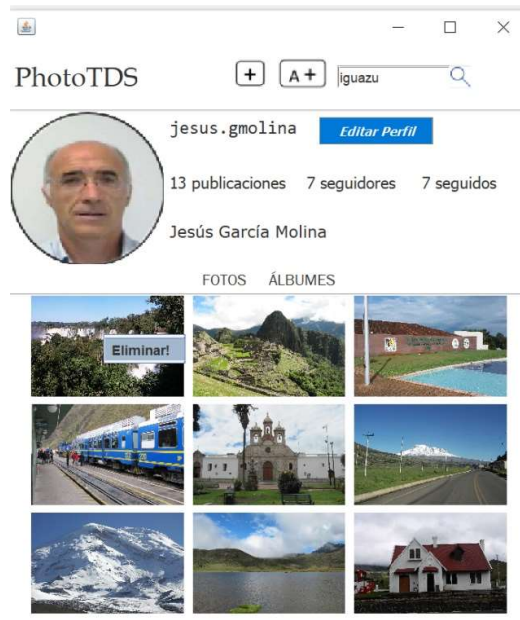 PhotoTDS + A+ iguazu
jesus.gmolina Editar Perfil
13 publicaciones 7 seguidores 7 seguidos
Jesús García Molina
FOTOS ÁLBUMES
Eliminar!